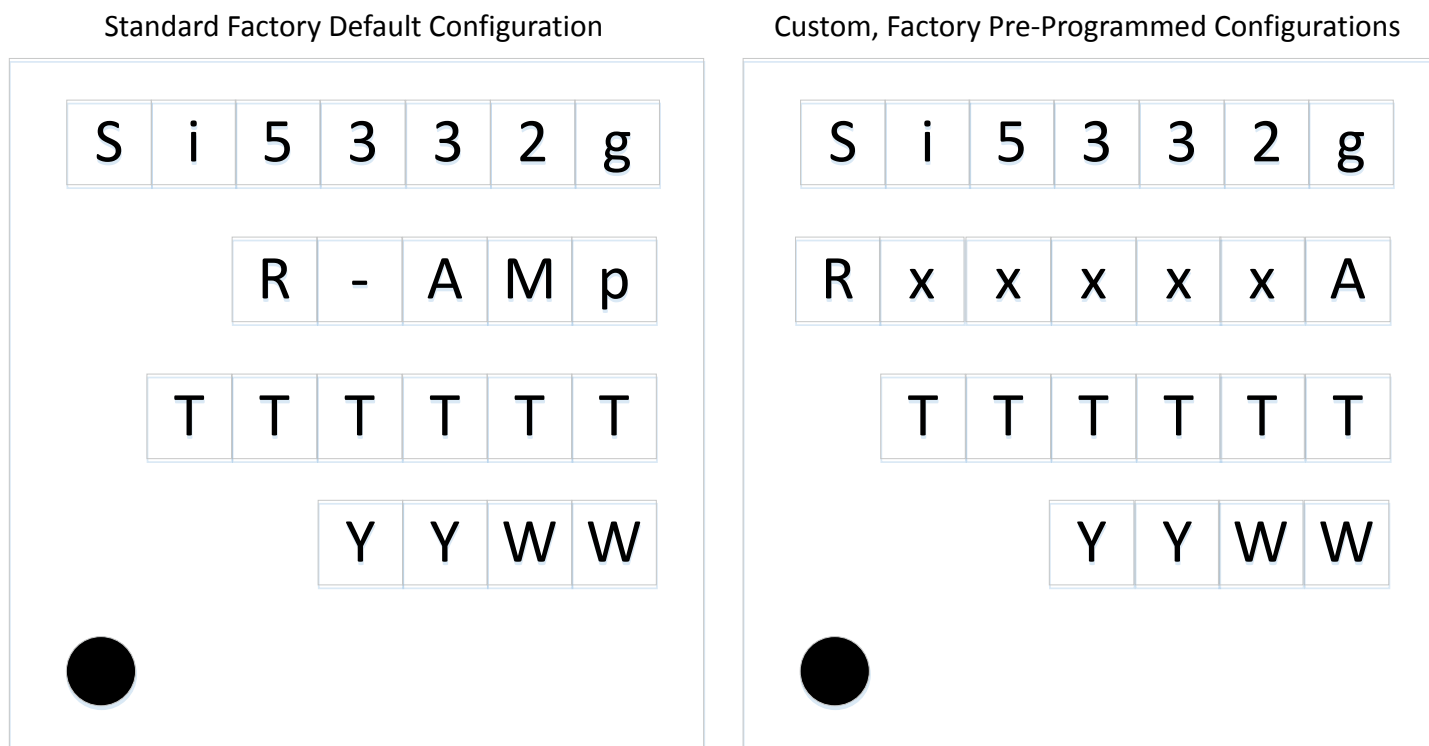 Standard Factory Default Configuration
Si5332g
R-AMp
TTTTTT
YYWW
Custom, Factory Pre-Programmed Configurations
Si5332g
RxxxxxA
TTTTTT
YYWW